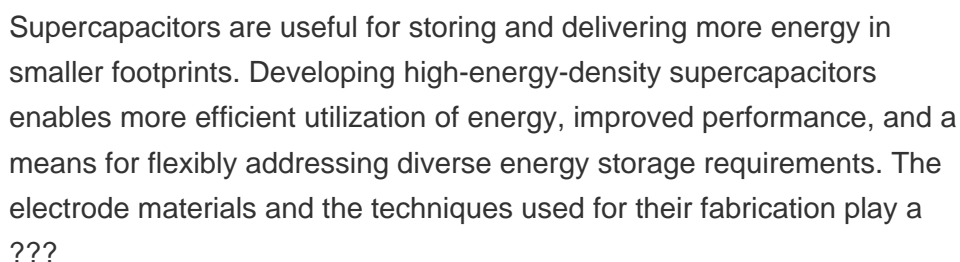 Supercapacitors are useful for storing and delivering more energy in
smaller footprints. Developing high-energy-density supercapacitors
enables more efficient utilization of energy, improved performance, and a
means for flexibly addressing diverse energy storage requirements. The
electrode materials and the techniques used for their fabrication play a
???